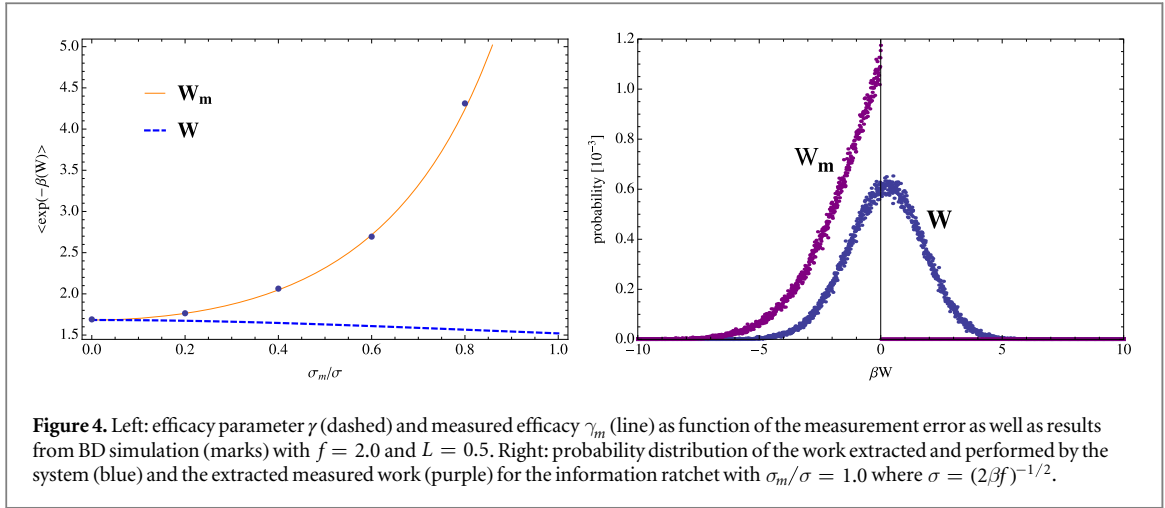 5.0
4.5
4.0
3.5
3.0
2.5
2.0
1.5
<exp(-β(W)>
W_m
W
0.0 0.2 0.4 0.6 0.8 1.0
σ_m/σ
1.2
1.0
0.8
0.6
0.4
0.2
0.0
probability [10^-3]
W_m
W
-10 -5 0 5 10
βW
Figure 4. Left: efficacy parameter γ (dashed) and measured efficacy γ_m (line) as function of the measurement error as well as results
from BD simulation (marks) with f = 2.0 and L = 0.5. Right: probability distribution of the work extracted and performed by the
system (blue) and the extracted measured work (purple) for the information ratchet with σ_m/σ = 1.0 where σ = (2βf)^-1/2.